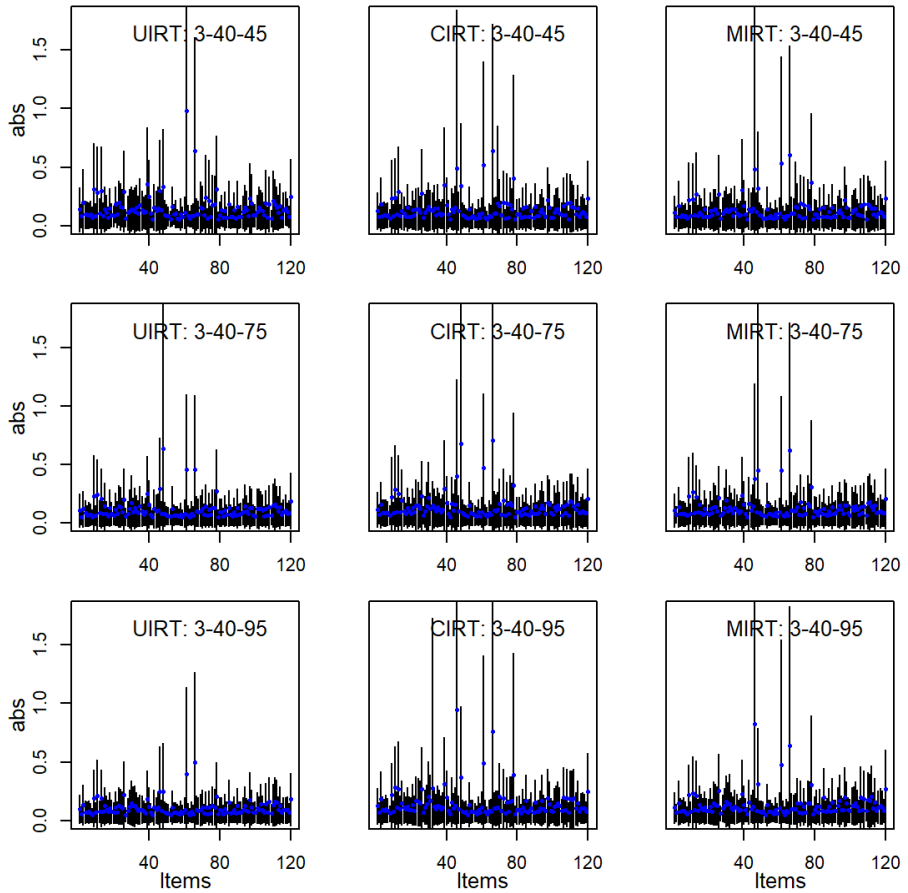 UIRT: 3-40-45
CIRT: 3-40-45
MIRT: 3-40-45
abs
0.0 0.5 1.0 1.5
40 80 120
40 80 120
40 80 120
UIRT: 3-40-75
CIRT: 3-40-75
MIRT: 3-40-75
abs
0.0 0.5 1.0 1.5
40 80 120
40 80 120
40 80 120
UIRT: 3-40-95
CIRT: 3-40-95
MIRT: 3-40-95
abs
0.0 0.5 1.0 1.5
40 80 120
40 80 120
40 80 120
Items
Items
Items